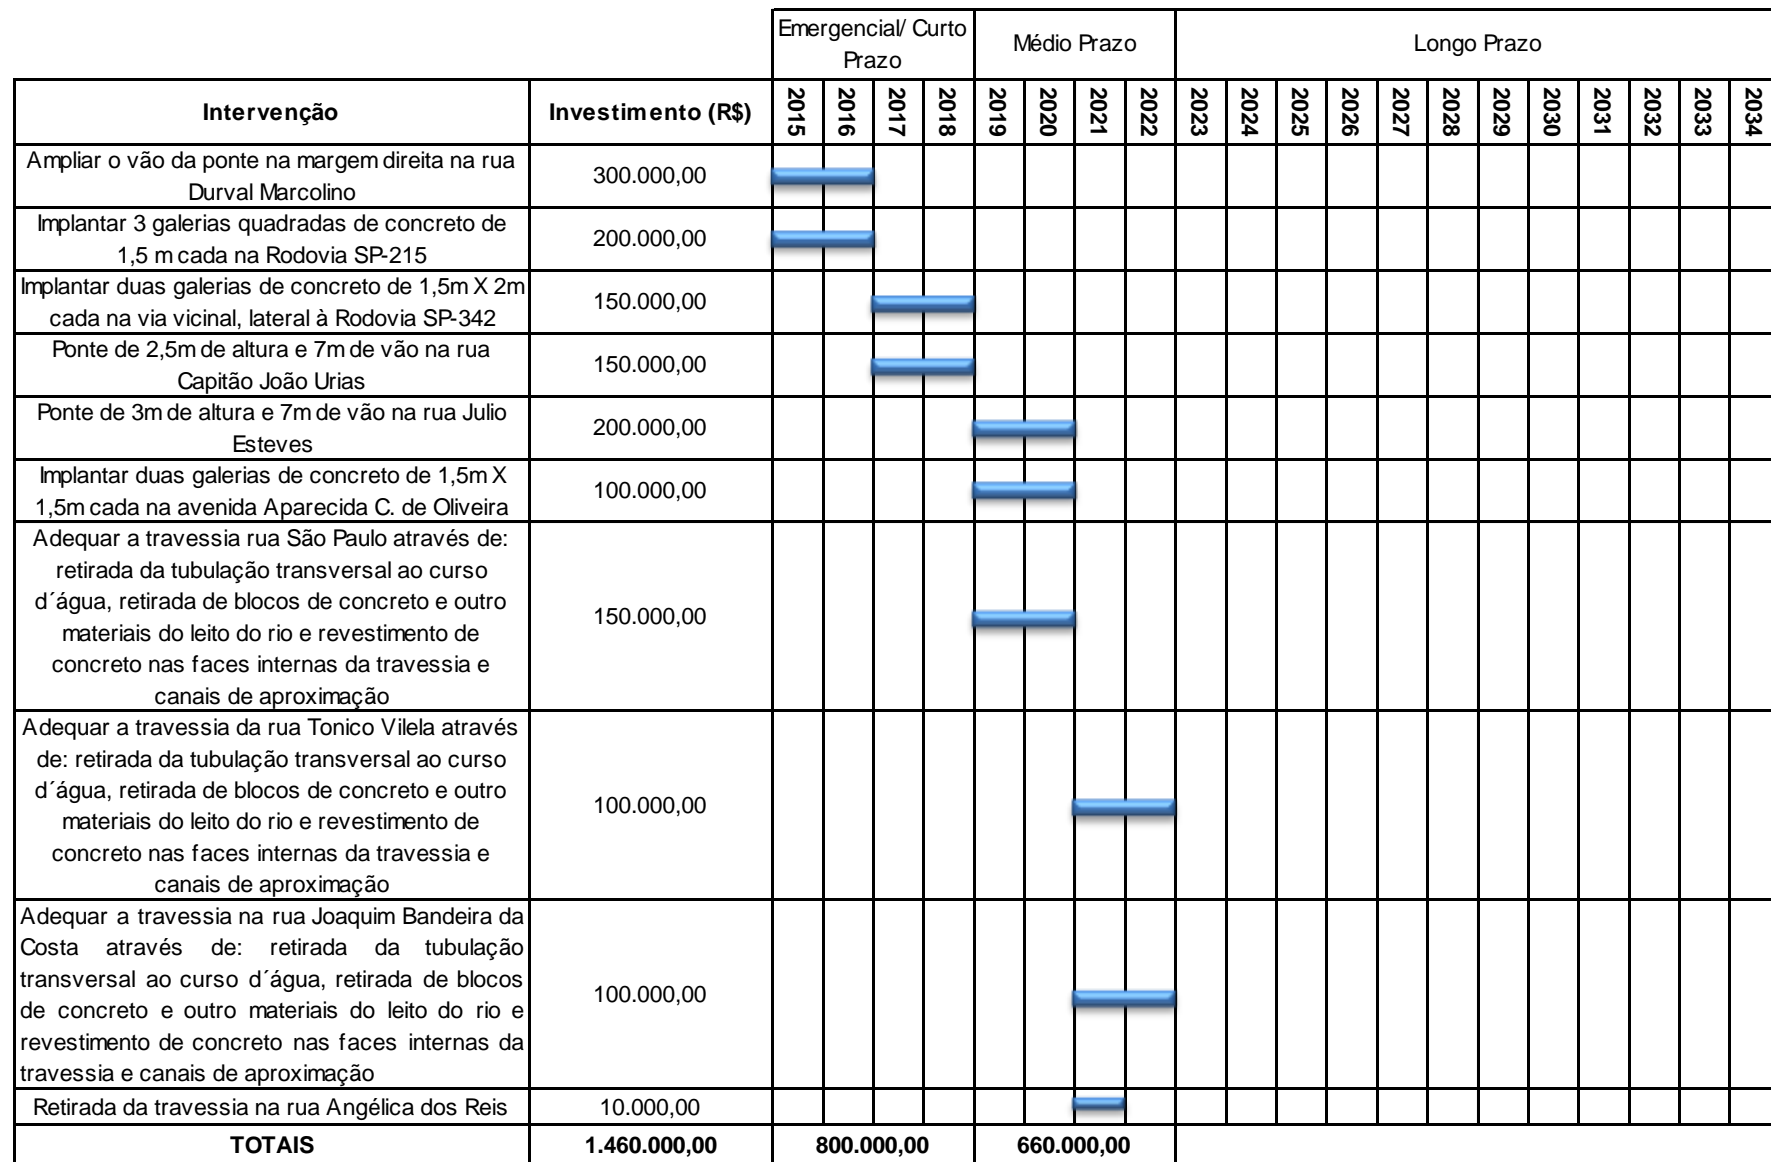 Emergencial/ Curto
Prazo
Médio Prazo
Longo Prazo
Intervenção
Investimento (R$)
2015
2016
2017
2018
2019
2020
2021
2022
2023
2024
2025
2026
2027
2028
2029
2030
2031
2032
2033
2034
Ampliar o vão da ponte na margem direita na rua
Durval Marcolino
300.000,00
Implantar 3 galerias quadradas de concreto de
1,5 m cada na Rodovia SP-215
200.000,00
Implantar duas galerias de concreto de 1,5m X 2m
cada na via vicinal, lateral à Rodovia SP-342
150.000,00
Ponte de 2,5m de altura e 7m de vão na rua
Capitão João Urias
150.000,00
Ponte de 3m de altura e 7m de vão na rua Julio
Esteves
200.000,00
Implantar duas galerias de concreto de 1,5m X
1,5m cada na avenida Aparecida C. de Oliveira
100.000,00
Adequar a travessia rua São Paulo através de:
retirada da tubulação transversal ao curso
d´água, retirada de blocos de concreto e outro
materiais do leito do rio e revestimento de
concreto nas faces internas da travessia e
canais de aproximação
150.000,00
Adequar a travessia da rua Tonico Vilela através
de: retirada da tubulação transversal ao curso
d´água, retirada de blocos de concreto e outro
materiais do leito do rio e revestimento de
concreto nas faces internas da travessia e
canais de aproximação
100.000,00
Adequar a travessia na rua Joaquim Bandeira da
Costa através de: retirada da tubulação
transversal ao curso d´água, retirada de blocos
de concreto e outro materiais do leito do rio e
revestimento de concreto nas faces internas da
travessia e canais de aproximação
100.000,00
Retirada da travessia na rua Angélica dos Reis
10.000,00
TOTAIS
1.460.000,00
800.000,00
660.000,00